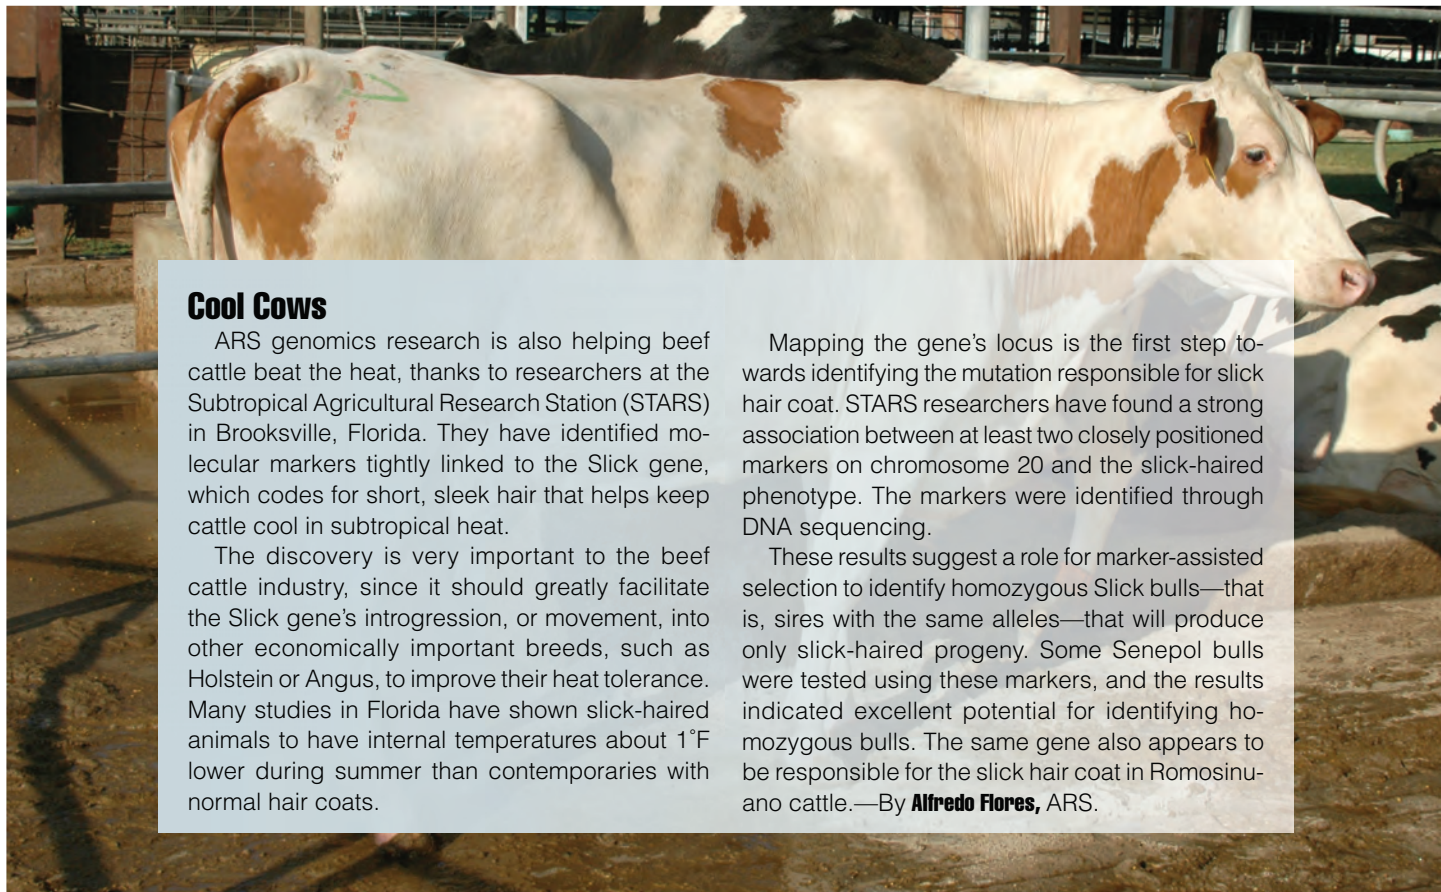 Cool Cows
ARS genomics research is also helping beef
cattle beat the heat, thanks to researchers at the
Subtropical Agricultural Research Station (STARS)
in Brooksville, Florida. They have identified mo-
lecular markers tightly linked to the Slick gene,
which codes for short, sleek hair that helps keep
cattle cool in subtropical heat.
The discovery is very important to the beef
cattle industry, since it should greatly facilitate
the Slick gene’s introgression, or movement, into
other economically important breeds, such as
Holstein or Angus, to improve their heat tolerance.
Many studies in Florida have shown slick-haired
animals to have internal temperatures about 1˚F
lower during summer than contemporaries with
normal hair coats.
Mapping the gene’s locus is the first step to-
wards identifying the mutation responsible for slick
hair coat. STARS researchers have found a strong
association between at least two closely positioned
markers on chromosome 20 and the slick-haired
phenotype. The markers were identified through
DNA sequencing.
These results suggest a role for marker-assisted
selection to identify homozygous Slick bulls—that
is, sires with the same alleles—that will produce
only slick-haired progeny. Some Senepol bulls
were tested using these markers, and the results
indicated excellent potential for identifying ho-
mozygous bulls. The same gene also appears to
be responsible for the slick hair coat in Romosinu-
ano cattle.—By Alfredo Flores, ARS.